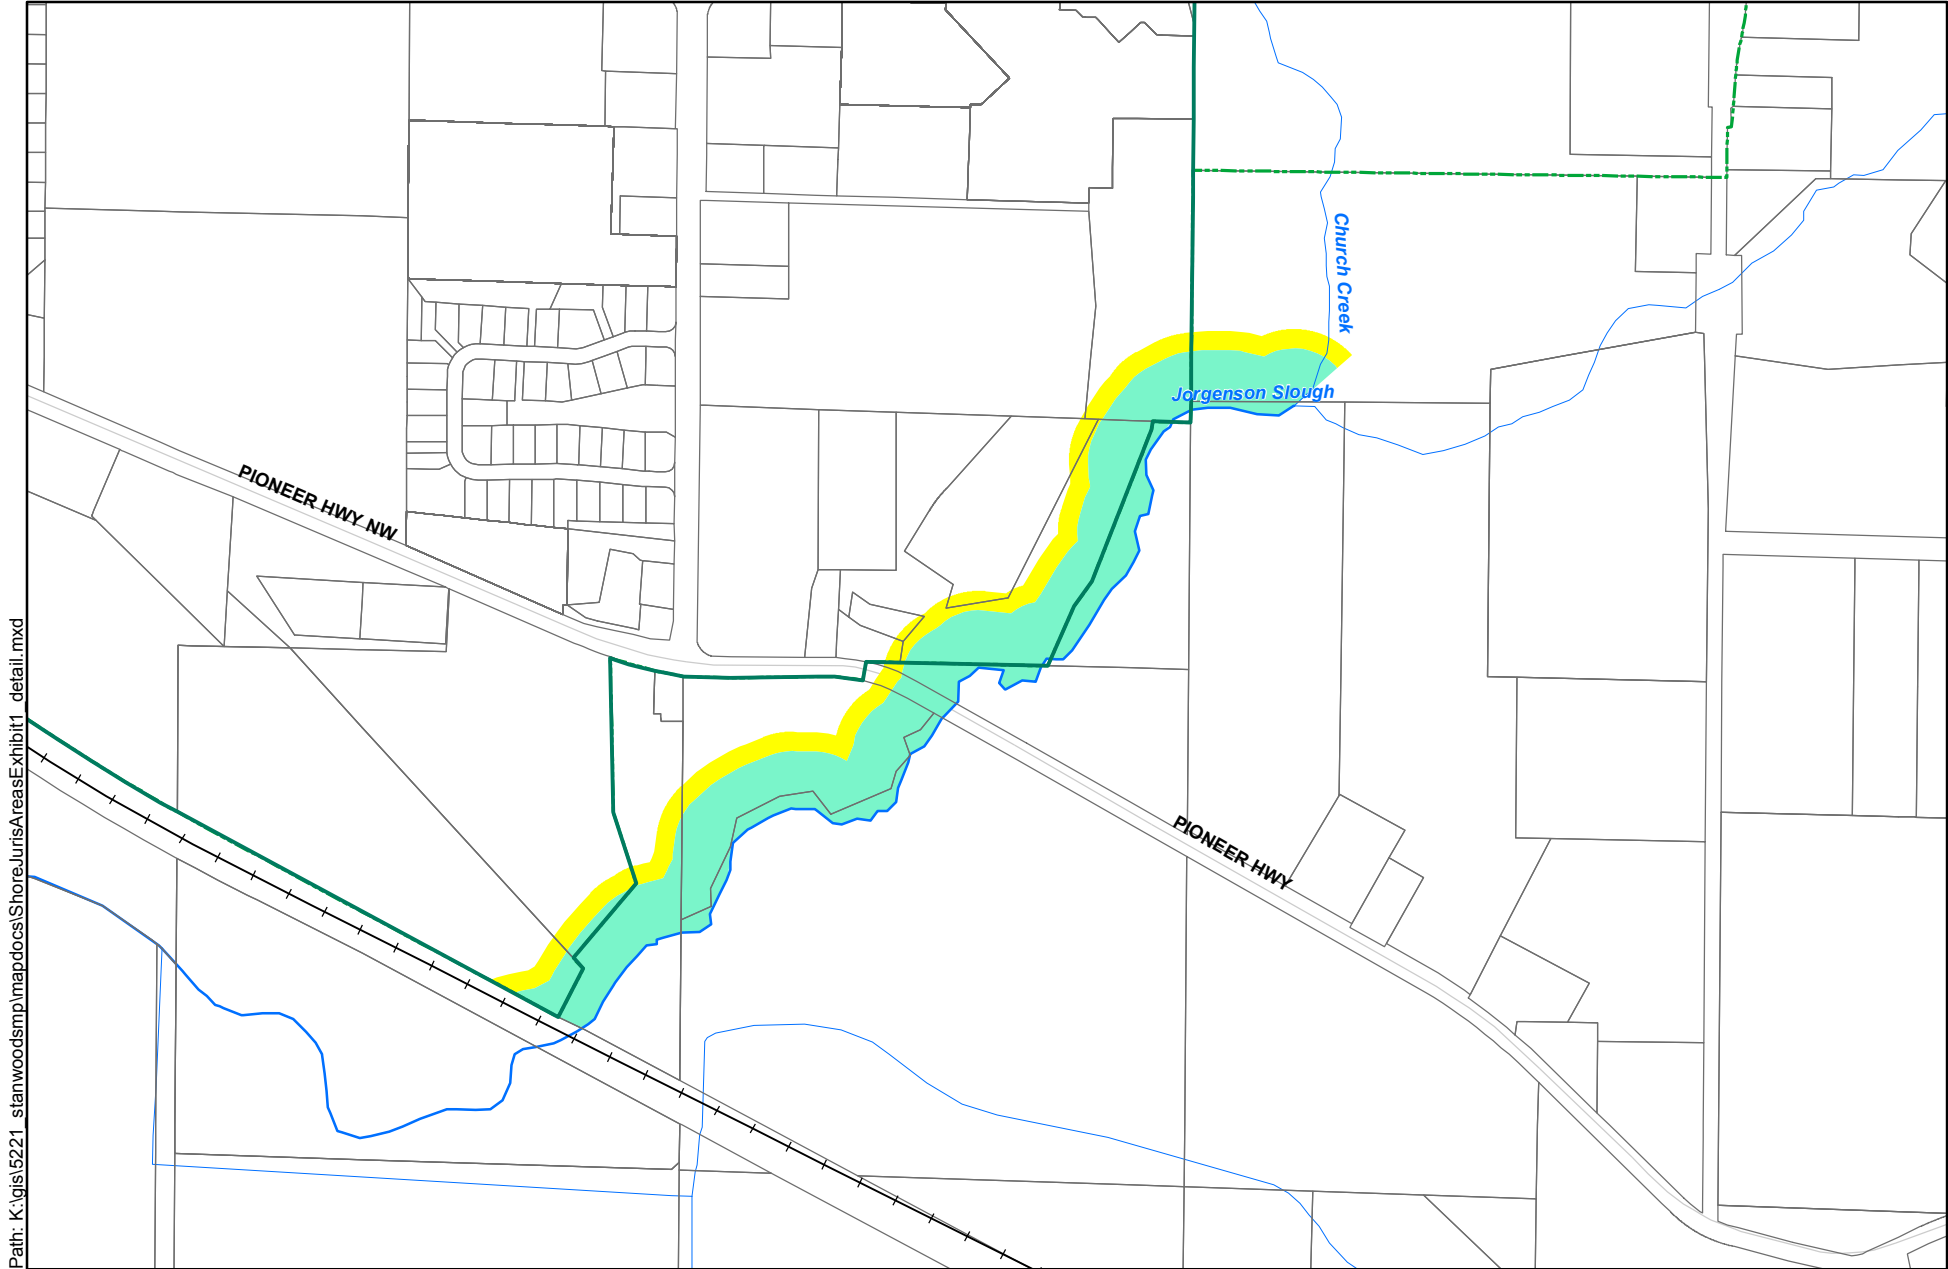 Church Creek
Jorgenson Slough
PIONEER HWY NW
PIONEER HWY
Path: K:\gis\5221_stanwoodsmp\mapdocs\ShoreJurisAreasExhibit1_detail.mxd